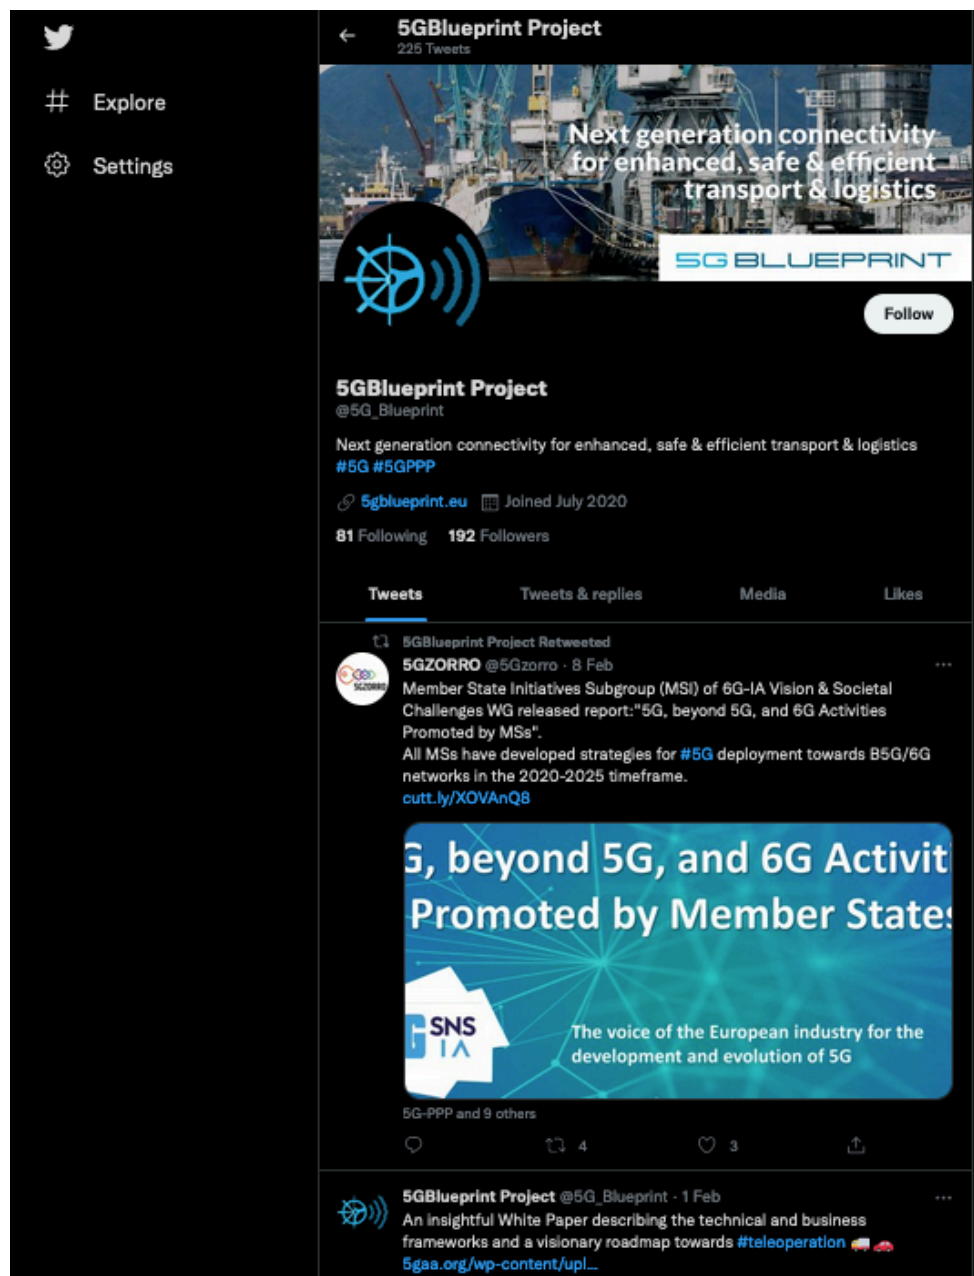 5GBlueprint Project
225 Tweets
Explore
Settings
Next generation connectivity
for enhanced, safe & efficient
transport & logistics
5G BLUEPRINT
Follow
5GBlueprint Project
@5G_Blueprint
Next generation connectivity for enhanced, safe & efficient transport & logistics
#5G #5GPPP
5gblueprint.eu Joined July 2020
81 Following 192 Followers
Tweets Tweets & replies Media Likes
5GBlueprint Project Retweeted
5GZORRO @5Gzorro · 8 Feb
5GZORRO
Member State Initiatives Subgroup (MSI) of 6G-IA Vision & Societal
Challenges WG released report:"5G, beyond 5G, and 6G Activities
Promoted by MSs".
All MSs have developed strategies for #5G deployment towards B5G/6G
networks in the 2020-2025 timeframe.
cutt.ly/XOVAnQ8
G, beyond 5G, and 6G Activiti
Promoted by Member States
G SNS
IA
The voice of the European industry for the
development and evolution of 5G
5G-PPP and 9 others
4 3
5GBlueprint Project @5G_Blueprint · 1 Feb
An insightful White Paper describing the technical and business
frameworks and a visionary roadmap towards #teleoperation 🚚 🚗
5gaa.org/wp-content/upl...